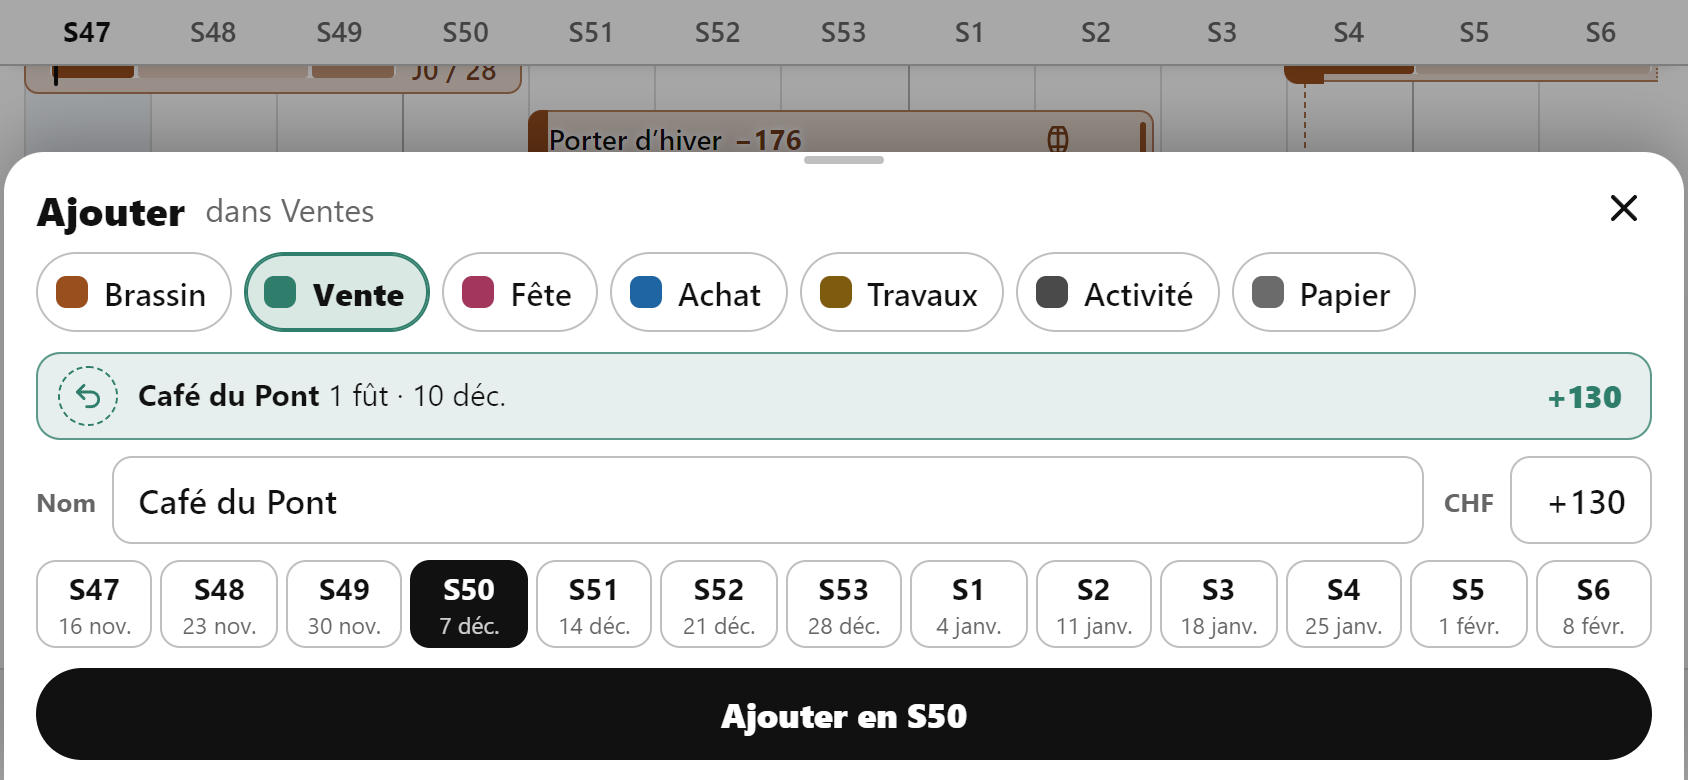 S47 S48 S49 S50 S51 S52 S53 S1 S2 S3 S4 S5 S6
J0 / 28
Porter d’hiver −176
Ajouter dans Ventes
Brassin Vente Fête Achat Travaux Activité Papier
Café du Pont 1 fût · 10 déc. +130
Nom Café du Pont CHF +130
S47 S48 S49 S50 S51 S52 S53 S1 S2 S3 S4 S5 S6
16 nov. 23 nov. 30 nov. 7 déc. 14 déc. 21 déc. 28 déc. 4 janv. 11 janv. 18 janv. 25 janv. 1 févr. 8 févr.
Ajouter en S50